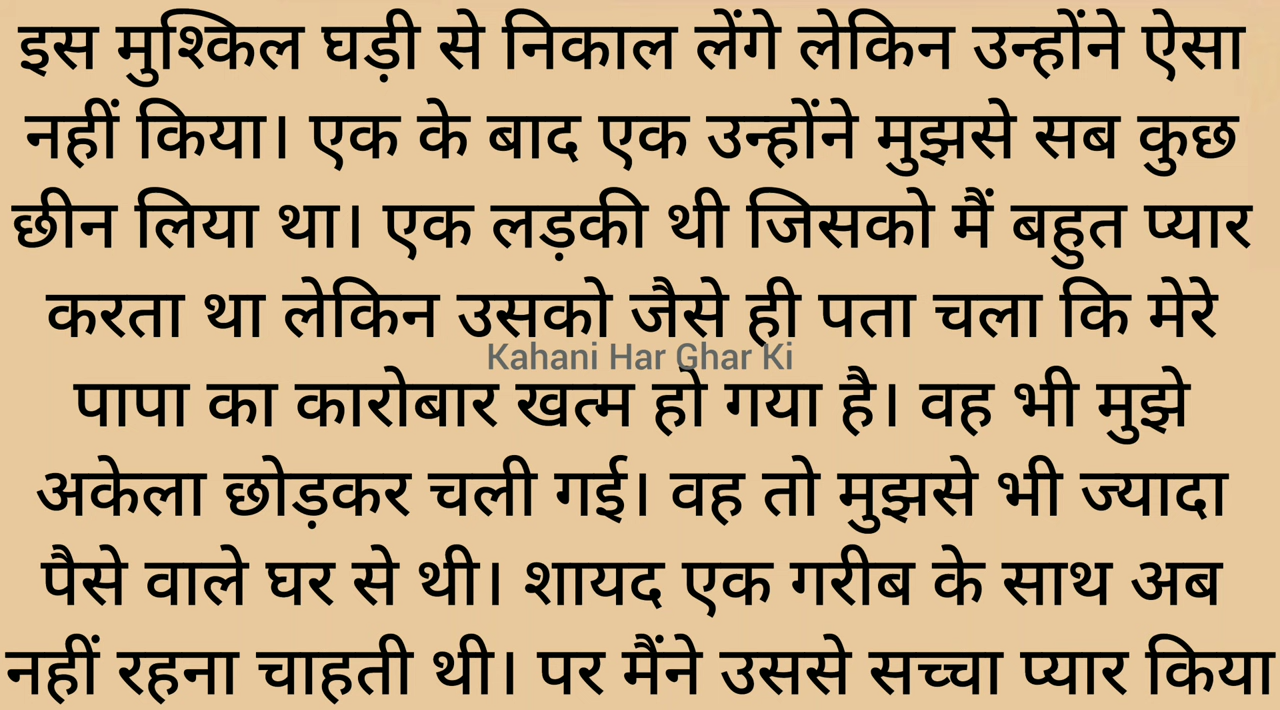 इस मुश्किल घड़ी से निकाल लेंगे लेकिन उन्होंने ऐसा
नहीं किया। एक के बाद एक उन्होंने मुझसे सब कुछ
छीन लिया था। एक लड़की थी जिसको मैं बहुत प्यार
करता था लेकिन उसको जैसे ही पता चला कि मेरे
Kahani Har Ghar Ki
पापा का कारोबार खत्म हो गया है। वह भी मुझे
अकेला छोड़कर चली गई। वह तो मुझसे भी ज्यादा
पैसे वाले घर से थी। शायद एक गरीब के साथ अब
नहीं रहना चाहती थी। पर मैंने उससे सच्चा प्यार किया